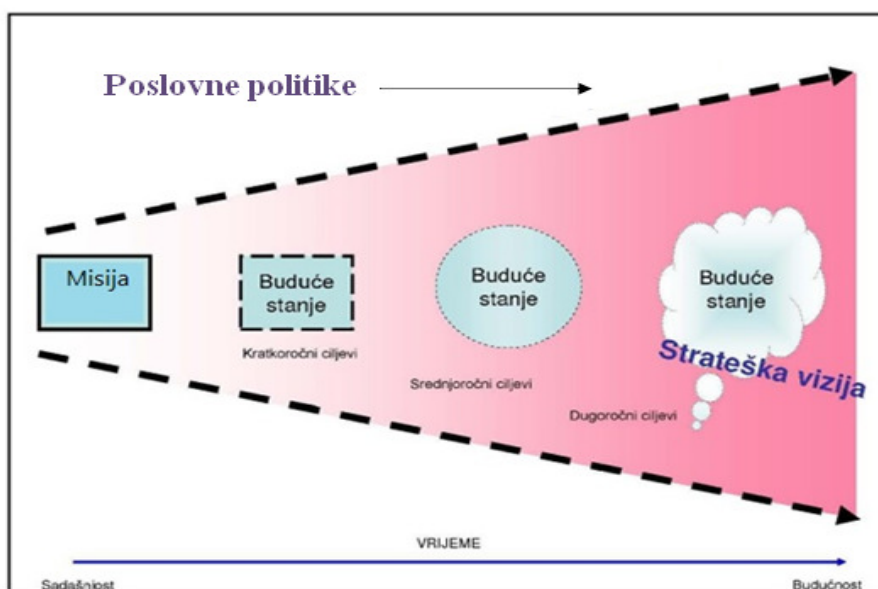 Poslovne politike
Misija
Buduće
stanje
Kratkoročni ciljevi
Buduće
stanje
Srednjoročni ciljevi
Buduće
stanje
Strateška vizija
Dugoročni ciljevi
VRIJEME
Sadašnjost
Budućnost